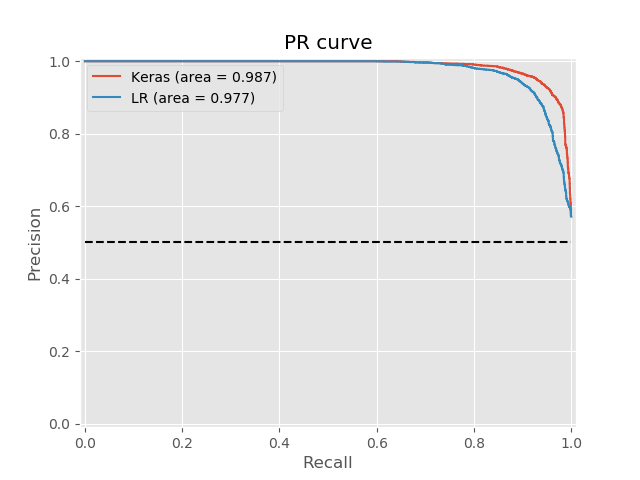 PR curve
1.0
Keras (area = 0.987)
LR (area = 0.977)
0.8
0.6
0.4
0.2
0.0
Precision
0.0 0.2 0.4 0.6 0.8 1.0
Recall